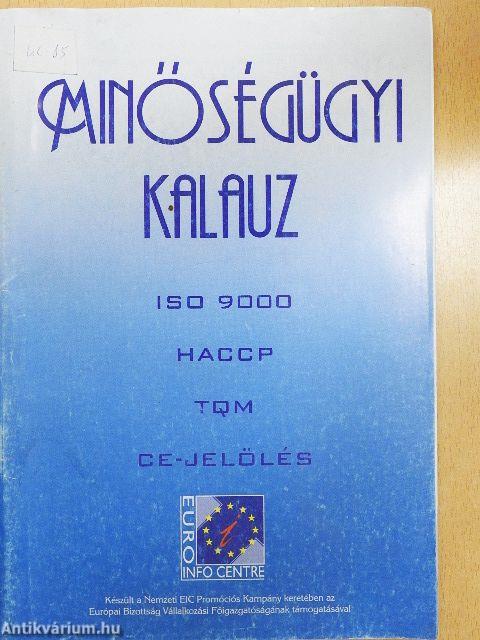 MINŐSÉGÜGYI
KALAUZ
ISO 9000
HACCP
TQM
CE-JELÖLÉS
EURO
i
INFO CENTRE
Készült a Nemzeti EIC Promóciós Kampány keretében az
Európai Bizottság Vállalkozási Főigazgatóságának támogatásával
Antikvárium.hu